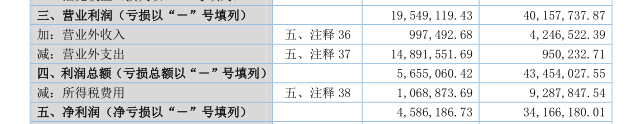 三、营业利润（亏损以“－”号填列） 19,549,119.43 40,157,737.87
加：营业外收入 五、注释 36 997,492.68 4,246,522.39
减：营业外支出 五、注释 37 14,891,551.69 950,232.71
四、利润总额（亏损总额以“－”号填列） 5,655,060.42 43,454,027.55
减：所得税费用 五、注释 38 1,068,873.69 9,287,847.54
五、净利润（净亏损以“－”号填列） 4,586,186.73 34,166,180.01